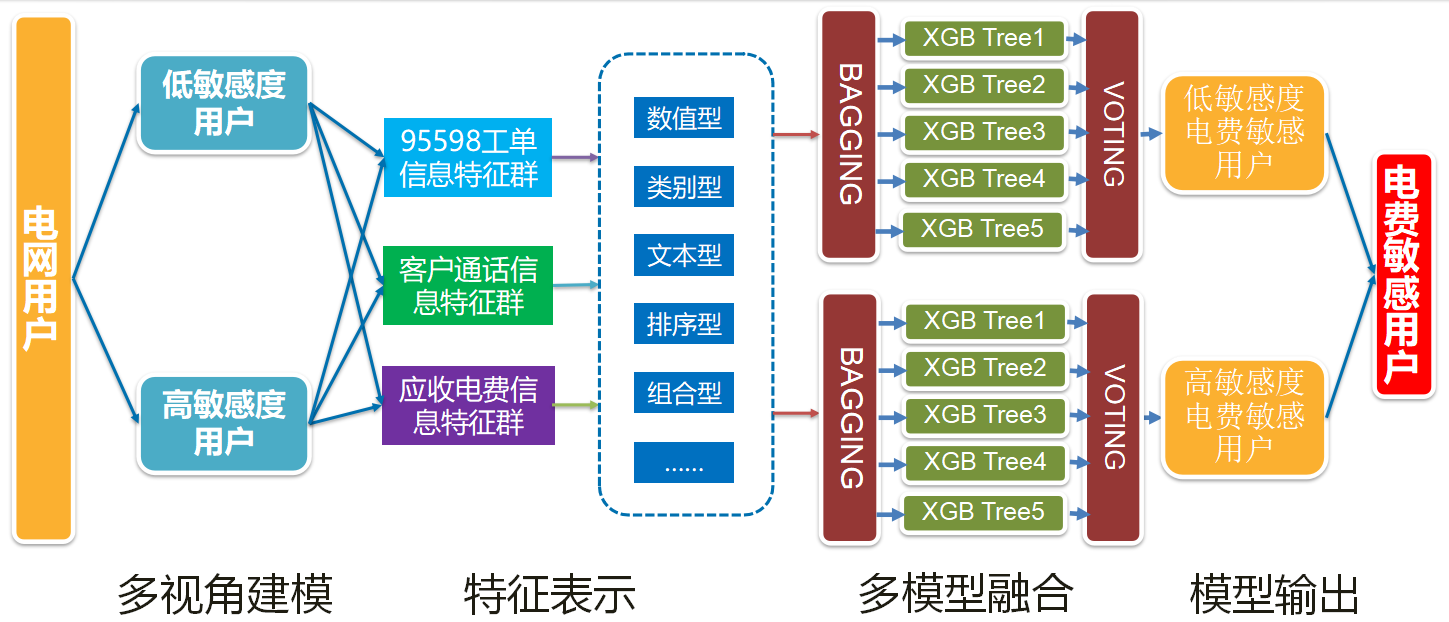 电网用户
低敏感度
用户
高敏感度
用户
95598工单
信息特征群
客户通话信
息特征群
应收电费信
息特征群
数值型
类别型
文本型
排序型
组合型
......
BAGGING
XGB Tree1
XGB Tree2
XGB Tree3
XGB Tree4
XGB Tree5
VOTING
低敏感度
电费敏感
用户
BAGGING
XGB Tree1
XGB Tree2
XGB Tree3
XGB Tree4
XGB Tree5
VOTING
高敏感度
电费敏感
用户
电费敏感用户
多视角建模
特征表示
多模型融合
模型输出